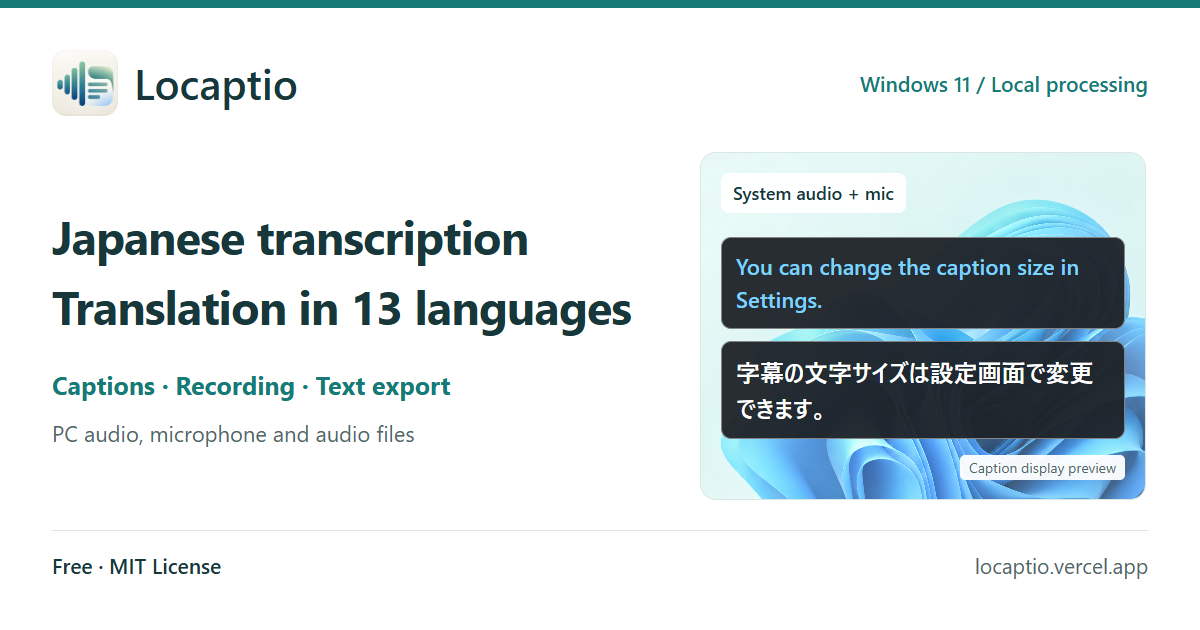 Locaptio
Windows 11 / Local processing
Japanese transcription
Translation in 13 languages
Captions · Recording · Text export
PC audio, microphone and audio files
System audio + mic
You can change the caption size in
Settings.
字幕の文字サイズは設定画面で変更
できます。
Caption display preview
Free · MIT License
locaptio.vercel.app